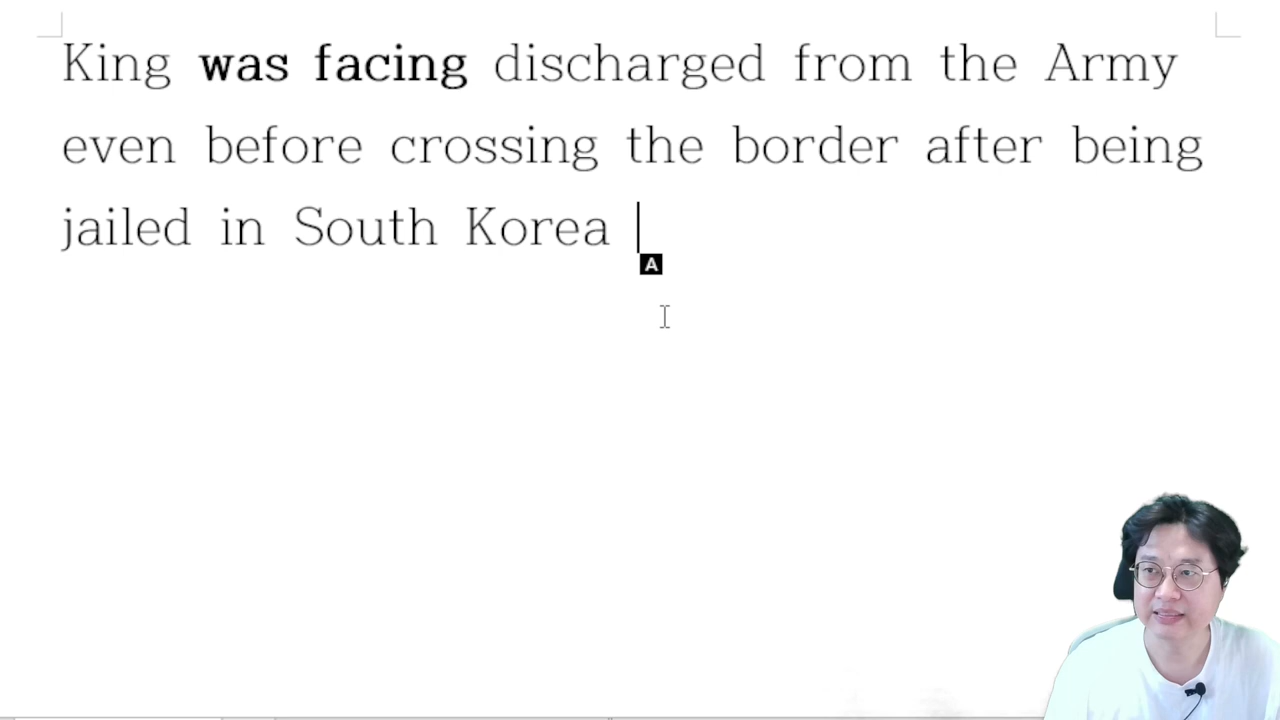 King was facing discharged from the Army
even before crossing the border after being
jailed in South Korea
A